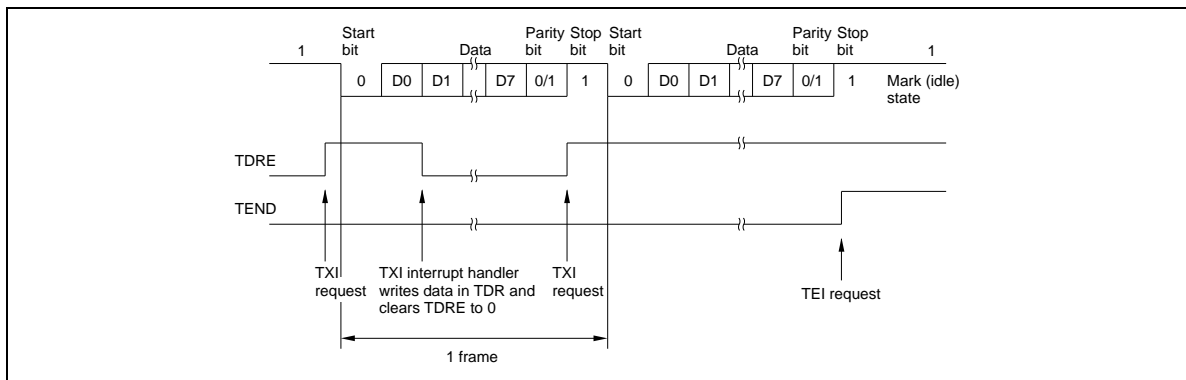 1
Start bit
Data
Parity bit
Stop bit
Start bit
Data
Parity bit
Stop bit
1
0
D0
D1
D7
0/1
1
0
D0
D1
D7
0/1
1
Mark (idle)
state
TDRE
TEND
TXI
request
TXI interrupt handler
writes data in TDR and
clears TDRE to 0
TXI
request
TEI request
1 frame